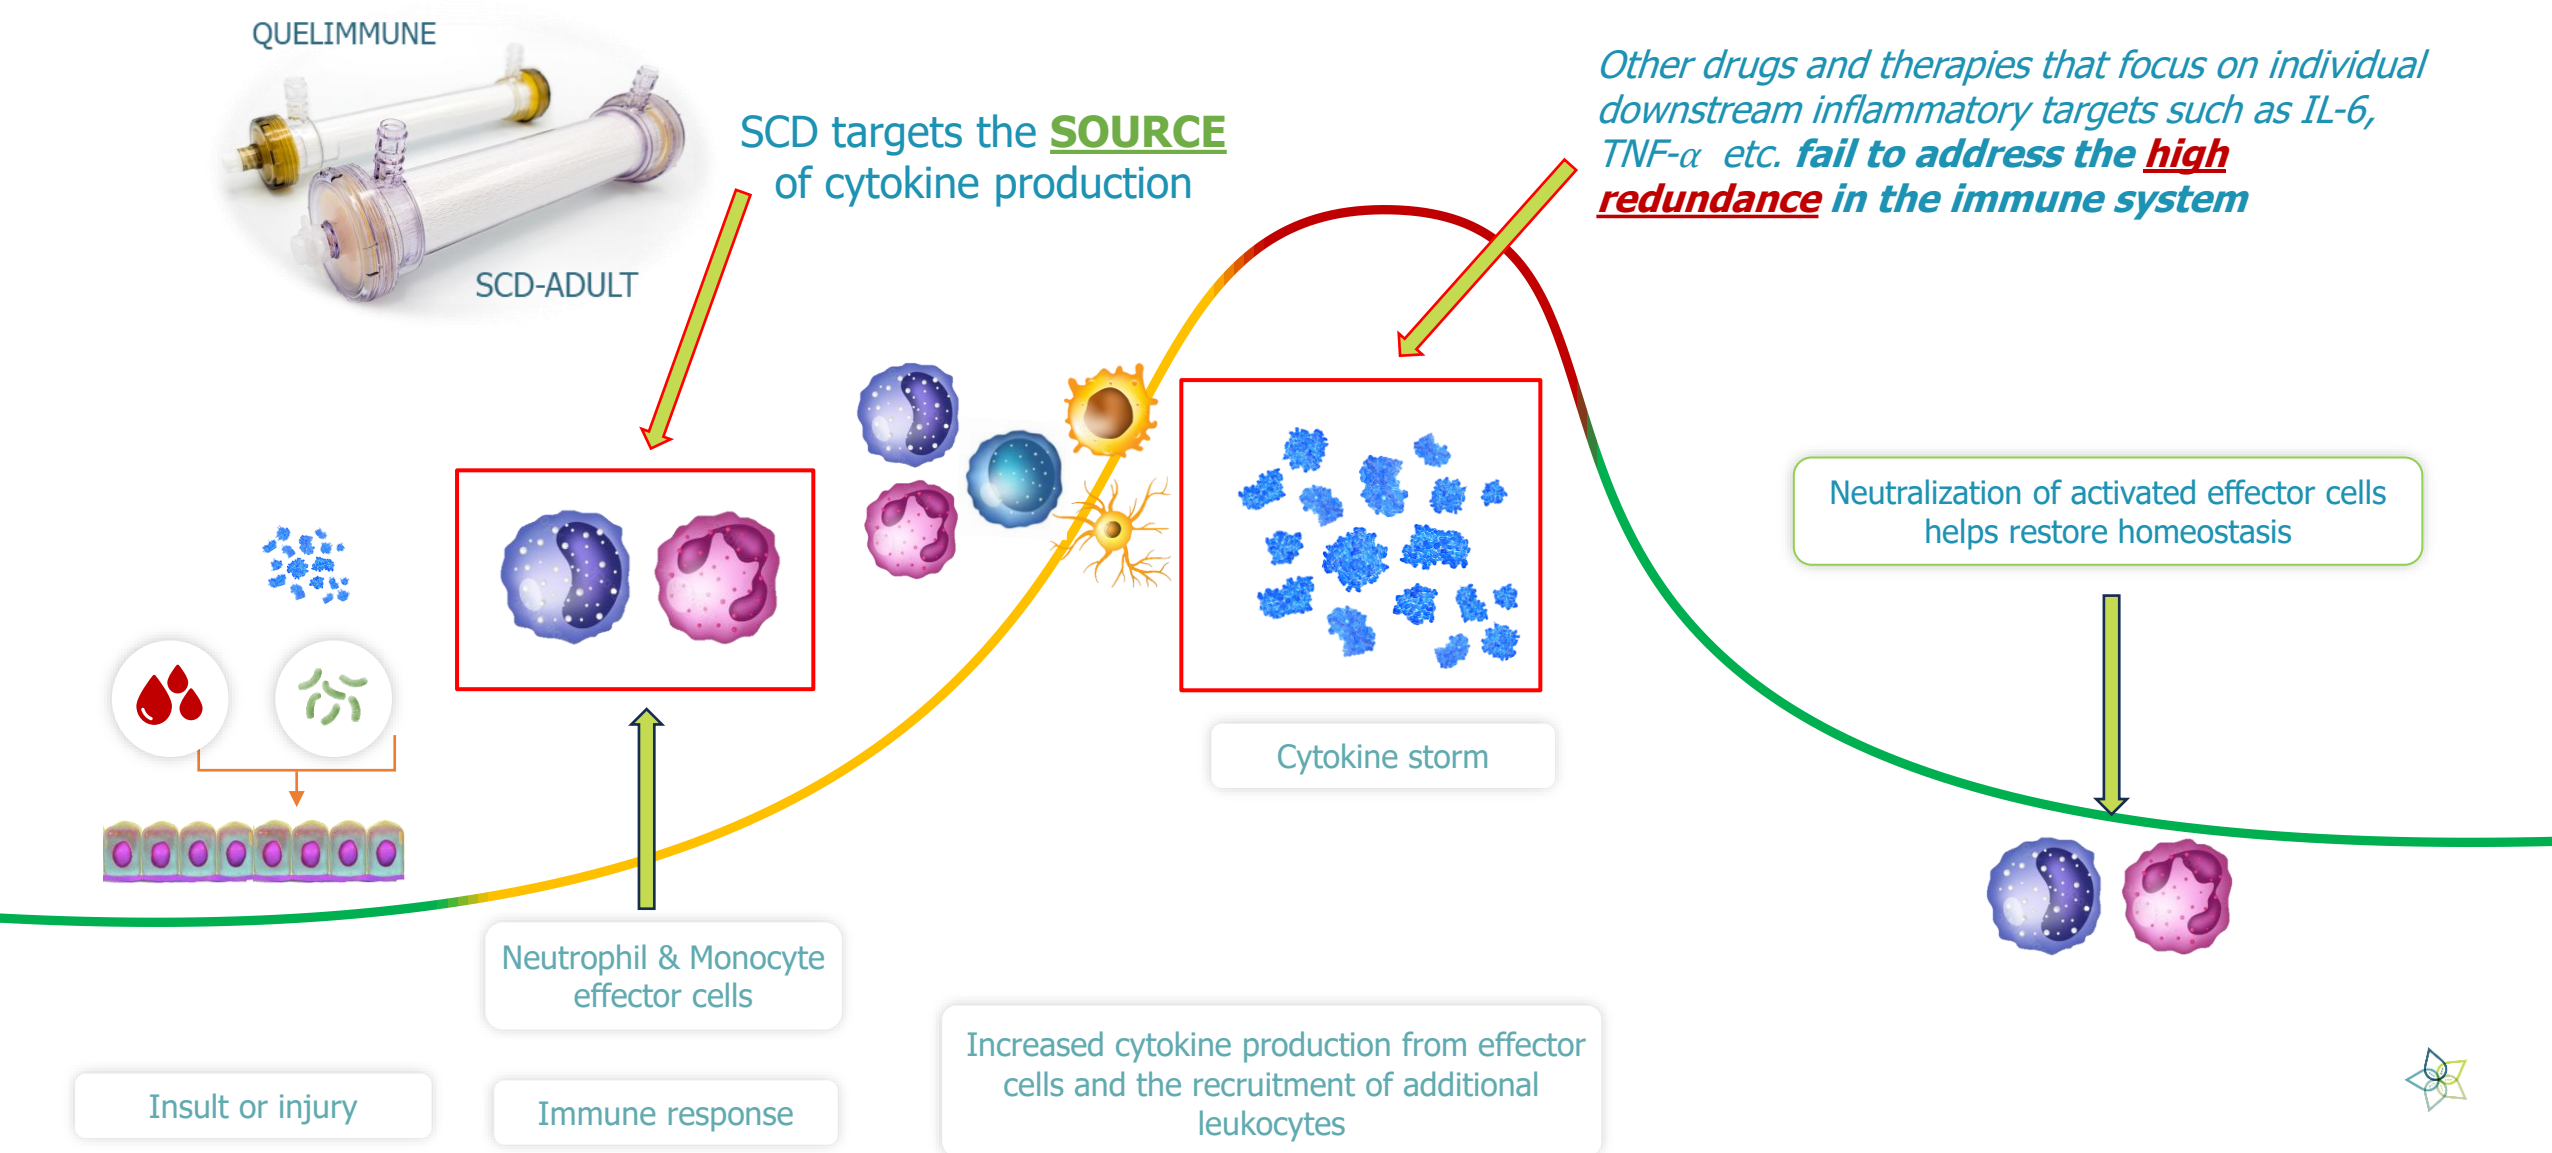 QUELIMMUNE
SCD-ADULT
SCD targets the SOURCE
of cytokine production
Other drugs and therapies that focus on individual
downstream inflammatory targets such as IL-6,
TNF-α etc. fail to address the high
redundance in the immune system
Neutralization of activated effector cells
helps restore homeostasis
Cytokine storm
Neutrophil & Monocyte
effector cells
Increased cytokine production from effector
cells and the recruitment of additional
leukocytes
Insult or injury
Immune response